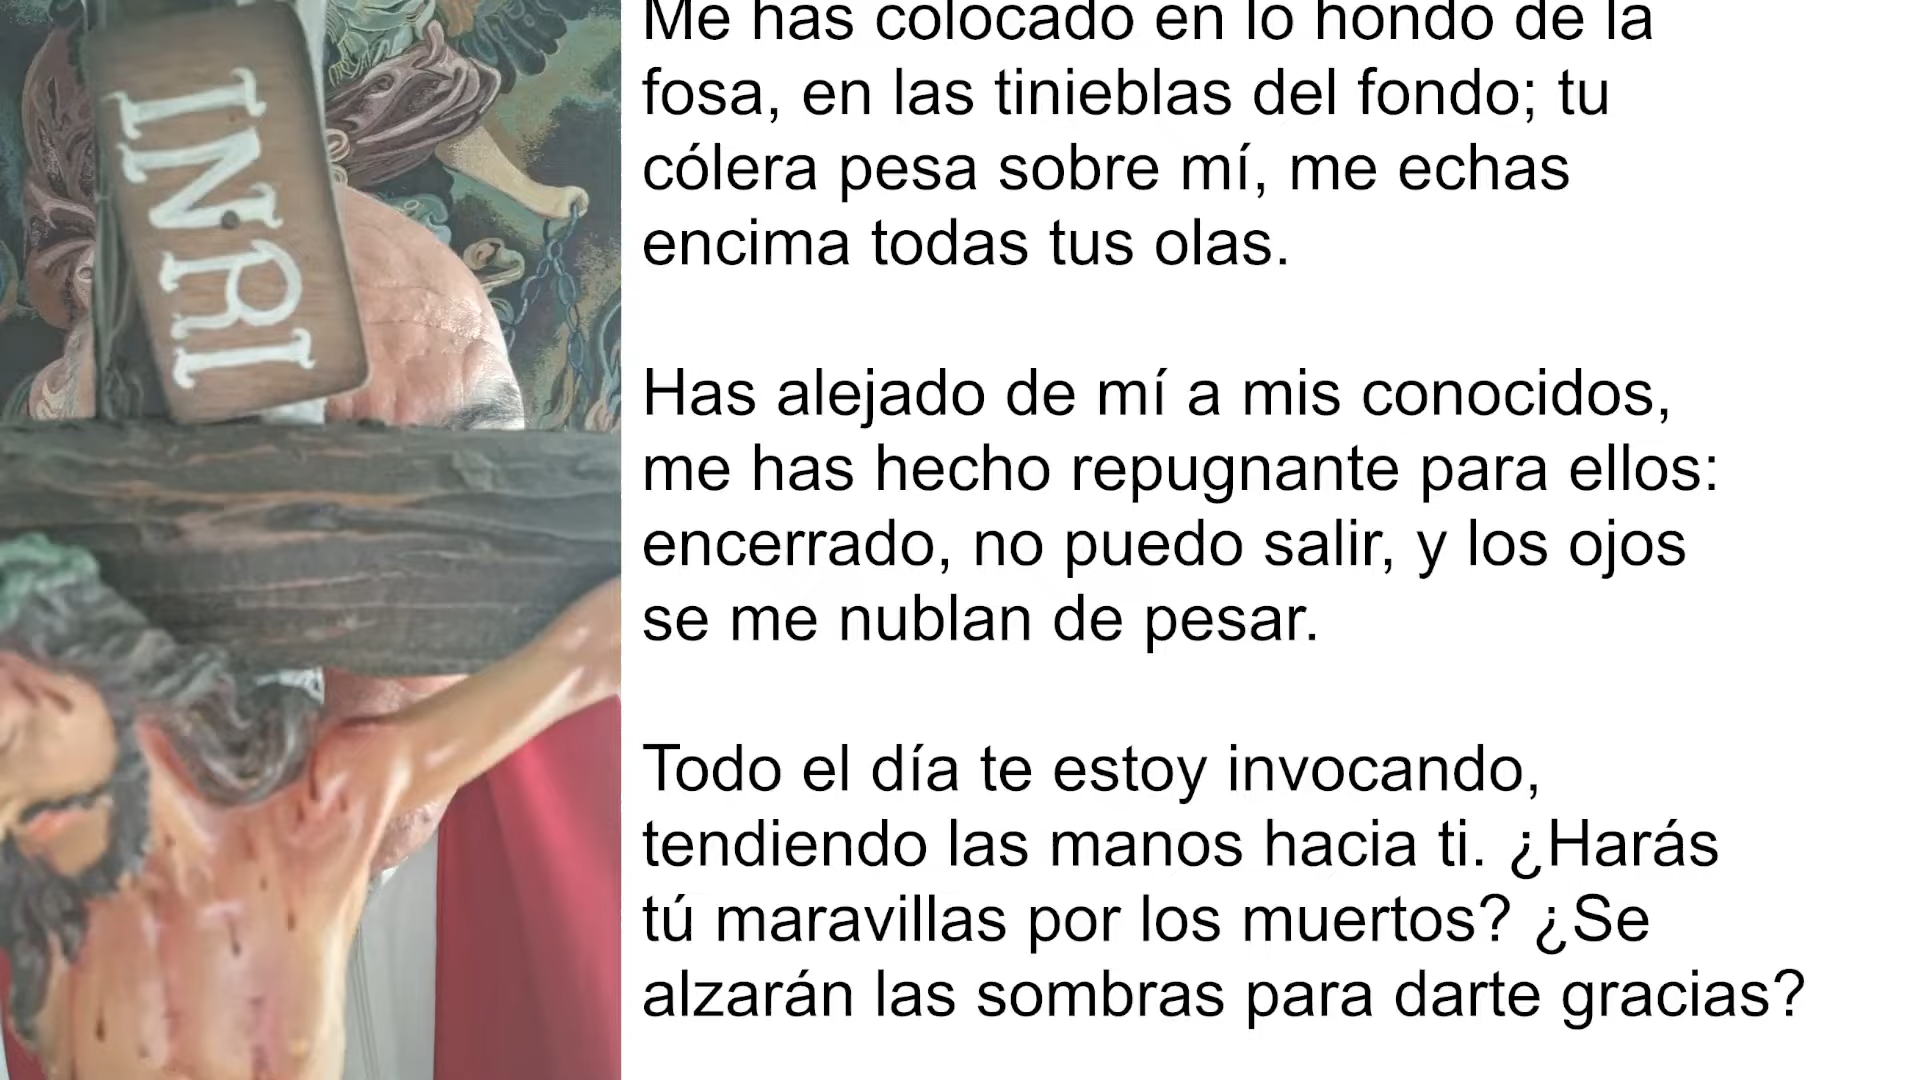 INRI
Me has colocado en lo hondo de la
fosa, en las tinieblas del fondo; tu
cólera pesa sobre mí, me echas
encima todas tus olas.
Has alejado de mí a mis conocidos,
me has hecho repugnante para ellos:
encerrado, no puedo salir, y los ojos
se me nublan de pesar.
Todo el día te estoy invocando,
tendiendo las manos hacia ti. ¿Harás
tú maravillas por los muertos? ¿Se
alzarán las sombras para darte gracias?